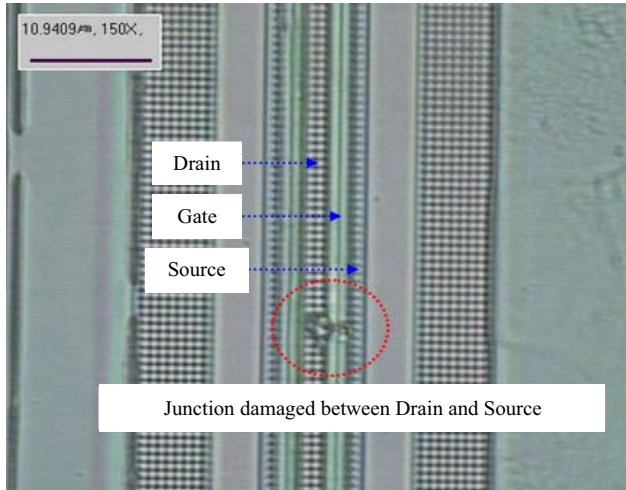 10.9409㎛, 150X,
Drain
Gate
Source
Junction damaged between Drain and Source